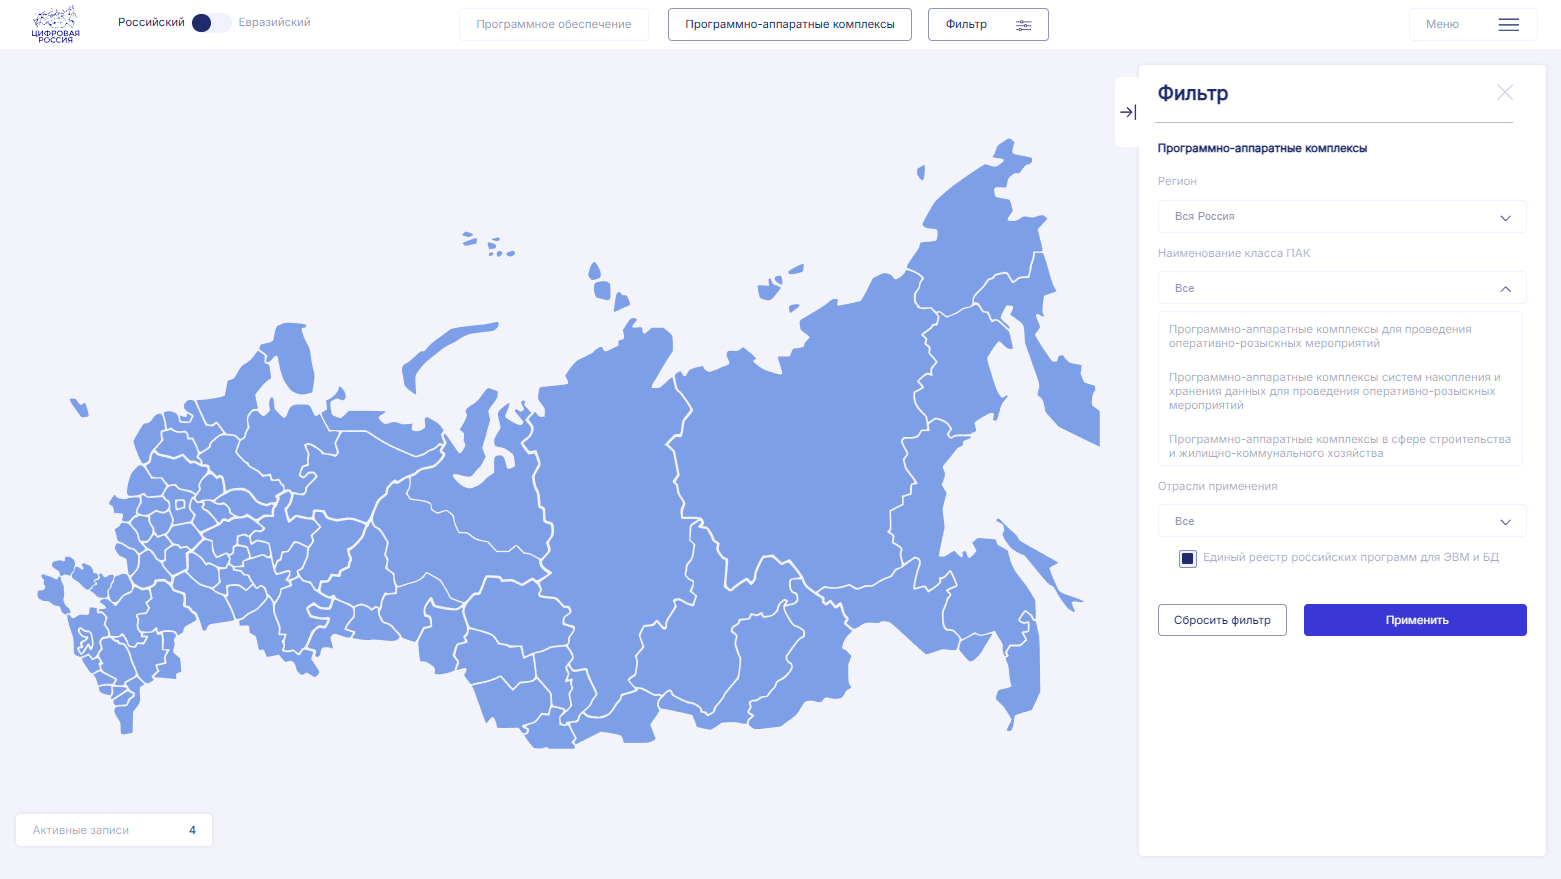 ЦИФРОВАЯ
РОССИЯ
Российский
Евразийский
Программное обеспечение
Программно-аппаратные комплексы
Фильтр
Меню
Фильтр
Программно-аппаратные комплексы
Регион
Вся Россия
Наименование класса ПАК
Все
Программно-аппаратные комплексы для проведения
оперативно-розыскных мероприятий
Программно-аппаратные комплексы систем накопления и
хранения данных для проведения оперативно-розыскных
мероприятий
Программно-аппаратные комплексы в сфере строительства
и жилищно-коммунального хозяйства
Отрасли применения
Все
Единый реестр российских программ для ЭВМ и БД
Сбросить фильтр
Применить
Активные записи
4